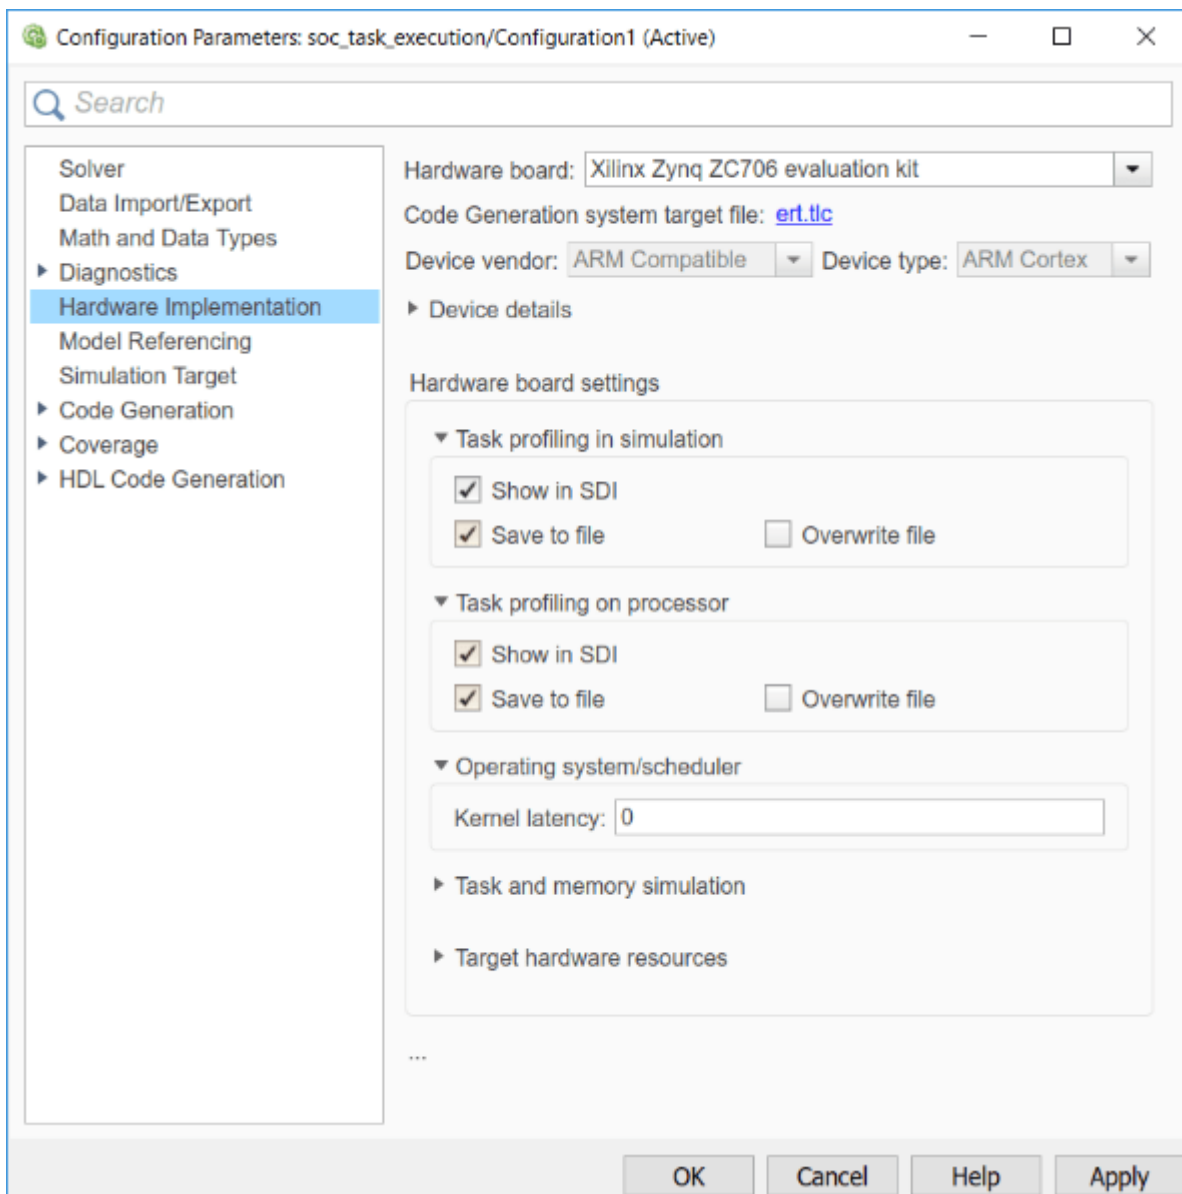 Configuration Parameters: soc_task_execution/Configuration1 (Active)
Search
Solver
Data Import/Export
Math and Data Types
Diagnostics
Hardware Implementation
Model Referencing
Simulation Target
Code Generation
Coverage
HDL Code Generation
Hardware board: Xilinx Zynq ZC706 evaluation kit
Code Generation system target file: ert.tlc
Device vendor: ARM Compatible Device type: ARM Cortex
Device details
Hardware board settings
Task profiling in simulation
Show in SDI
Save to file Overwrite file
Task profiling on processor
Show in SDI
Save to file Overwrite file
Operating system/scheduler
Kernel latency: 0
Task and memory simulation
Target hardware resources
...
OK Cancel Help Apply